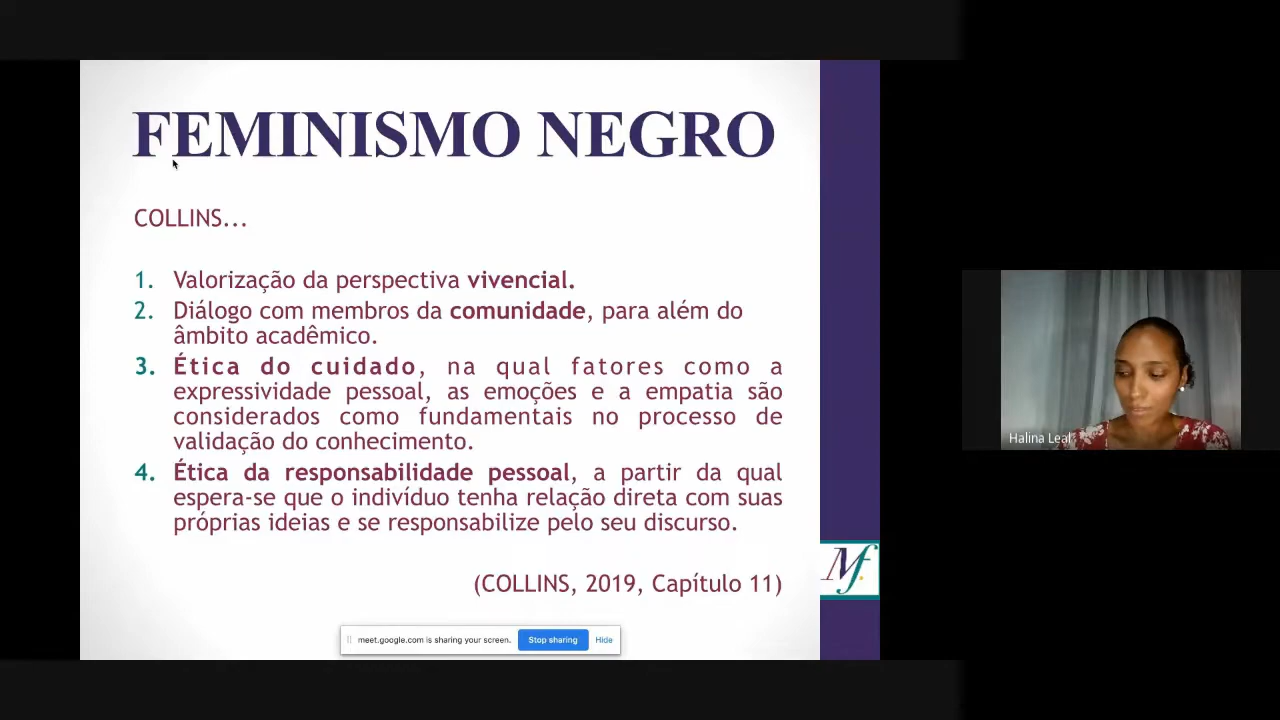 FEMINISMO NEGRO
COLLINS...
1. Valorização da perspectiva vivencial.
2. Diálogo com membros da comunidade, para além do
âmbito acadêmico.
3. Ética do cuidado, na qual fatores como a
expressividade pessoal, as emoções e a empatia são
considerados como fundamentais no processo de
validação do conhecimento.
4. Ética da responsabilidade pessoal, a partir da qual
espera-se que o indivíduo tenha relação direta com suas
próprias ideias e se responsabilize pelo seu discurso.
(COLLINS, 2019, Capítulo 11)
Mf.
meet.google.com is sharing your screen. Stop sharing Hide
Halina Leal